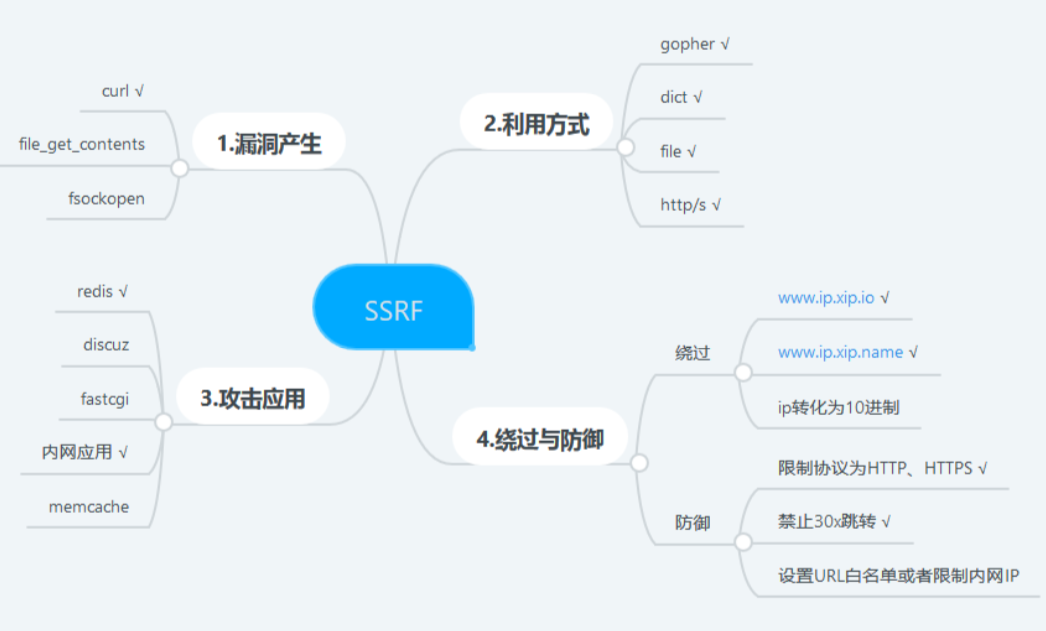 SSRF
1.漏洞产生
curl √
file_get_contents
fsockopen
2.利用方式
gopher √
dict √
file √
http/s √
3.攻击应用
redis √
discuz
fastcgi
内网应用 √
memcache
4.绕过与防御
绕过
www.ip.xip.io √
www.ip.xip.name √
ip转化为10进制
防御
限制协议为HTTP、HTTPS √
禁止30x跳转 √
设置URL白名单或者限制内网IP